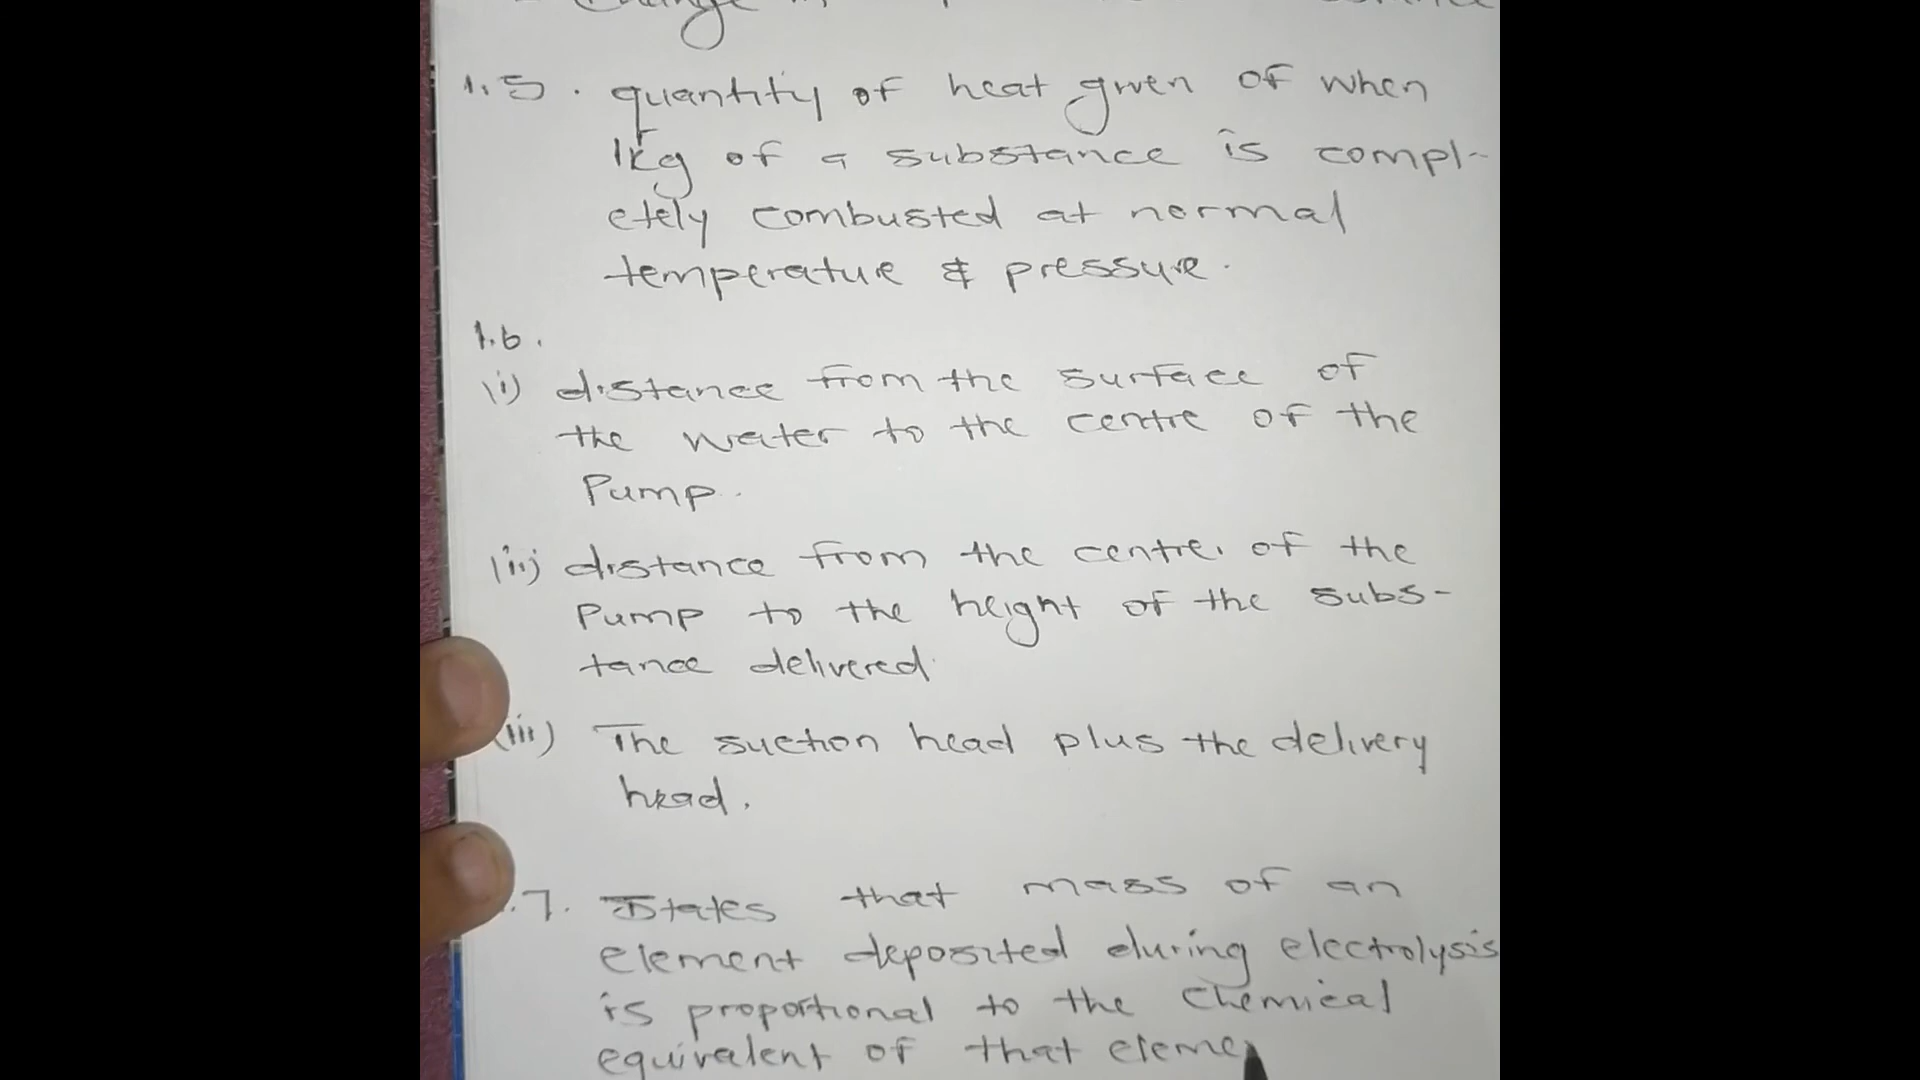 Change
1.5. quantity of heat given of when
1kg of a substance is compl-
etely combusted at normal
temperature & pressure.
1.6.
(i) distance from the surface of
the water to the centre of the
Pump.
(ii) distance from the centre of the
Pump to the height of the subs-
tance delivered
(iii) The suction head plus the delivery
head.
.7. States that mass of an
element deposited during electrolysis
is proportional to the chemical
equivalent of that eleme